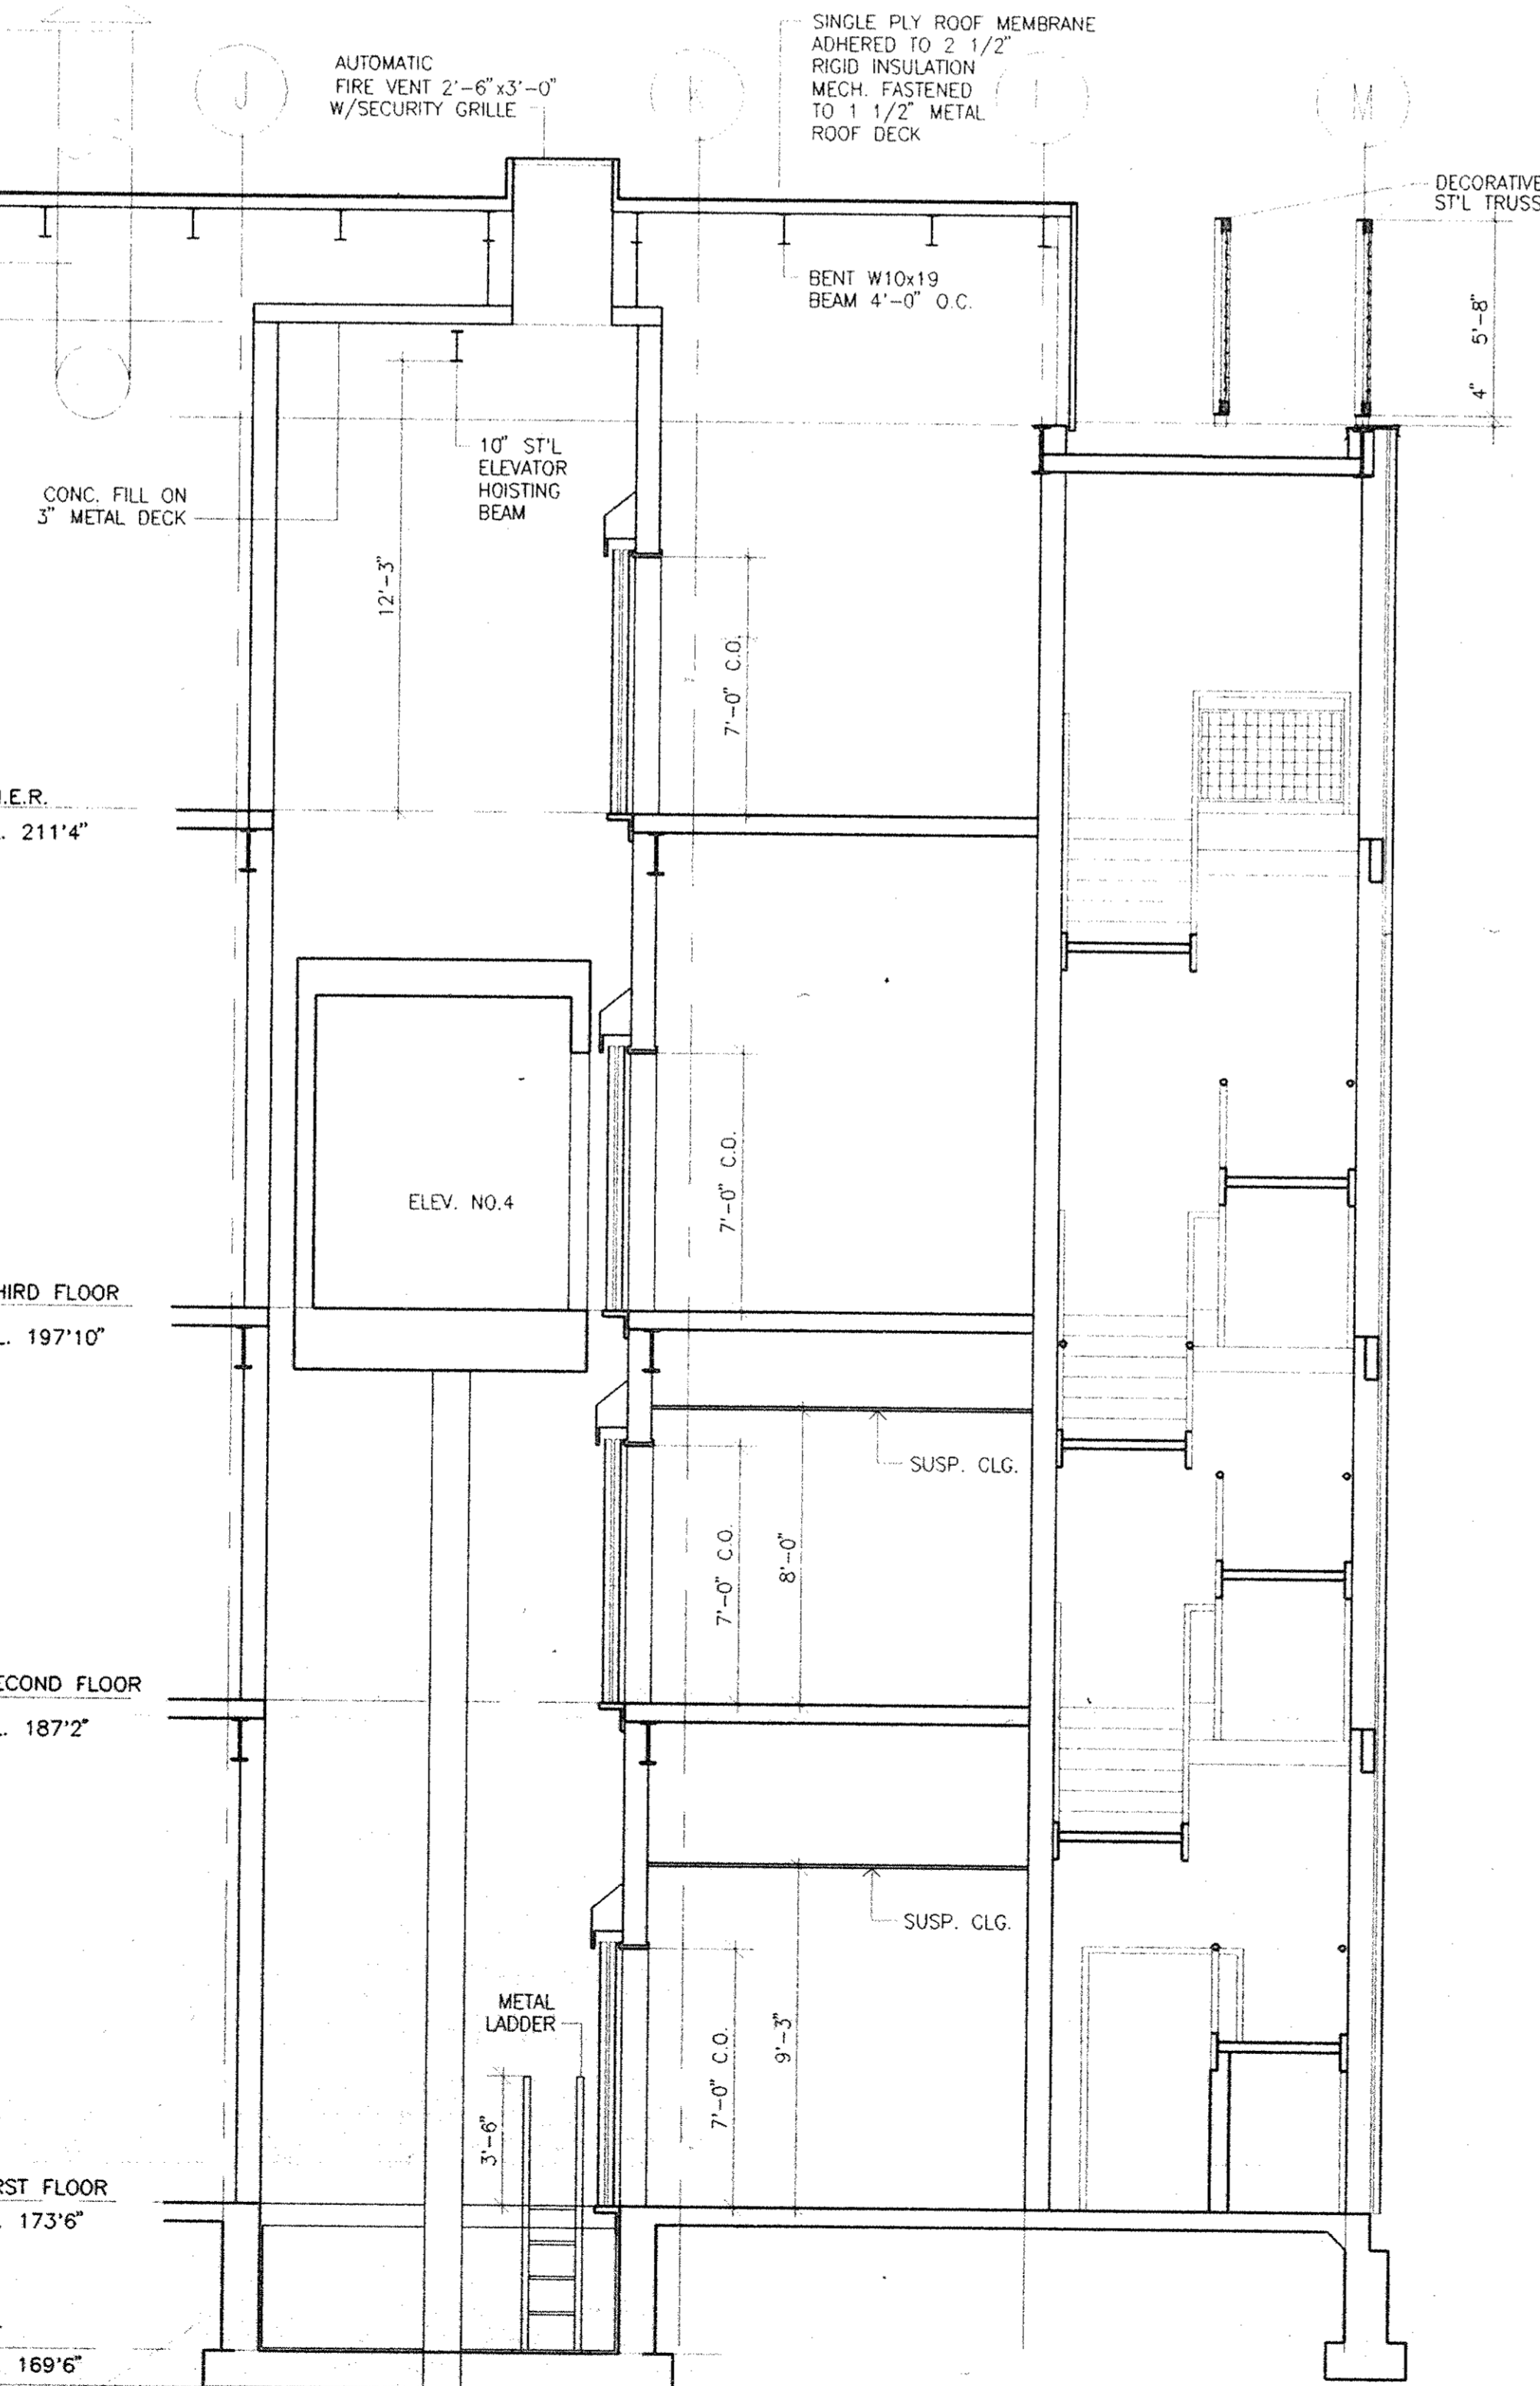 SINGLE PLY ROOF MEMBRANE
ADHERED TO 2 1/2"
RIGID INSULATION
MECH. FASTENED
TO 1 1/2" METAL
ROOF DECK
AUTOMATIC
FIRE VENT 2'-6"x3'-0"
W/SECURITY GRILLE
J
K
M
DECORATIVE
ST'L TRUSS
BENT W10x19
BEAM 4'-0" O.C.
5'-8"
4"
10" ST'L
ELEVATOR
HOISTING
BEAM
CONC. FILL ON
3" METAL DECK
12'-3"
7'-0" C.O.
.E.R.
. 211'4"
7'-0" C.O.
ELEV. NO.4
HIRD FLOOR
L. 197'10"
SUSP. CLG.
7'-0" C.O.
8'-0"
ECOND FLOOR
L. 187'2"
SUSP. CLG.
METAL
LADDER
7'-0" C.O.
9'-3"
3'-6"
RST FLOOR
. 173'6"
169'6"